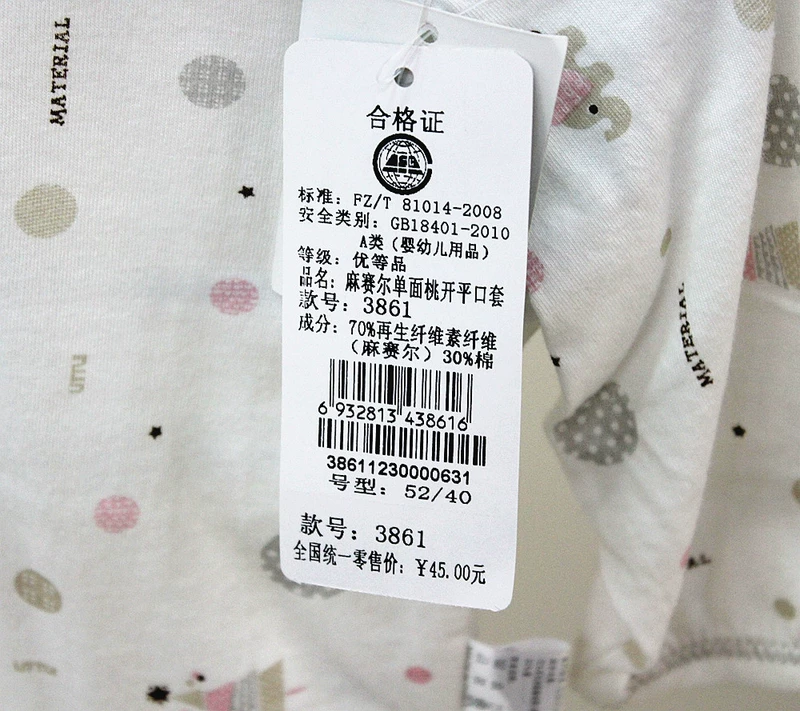 MATERIAL
合格证
标准：FZ/T 81014-2008
安全类别：GB18401-2010
A类（婴幼儿用品）
等级：优等品
品名：麻赛尔单面桃开平口套
款号：3861
成分：70%再生纤维素纤维
（麻赛尔）30%棉
6 932813 438616
38611230000631
号型：52/40
款号：3861
全国统一零售价：¥45.00元
MATERIAL
AL